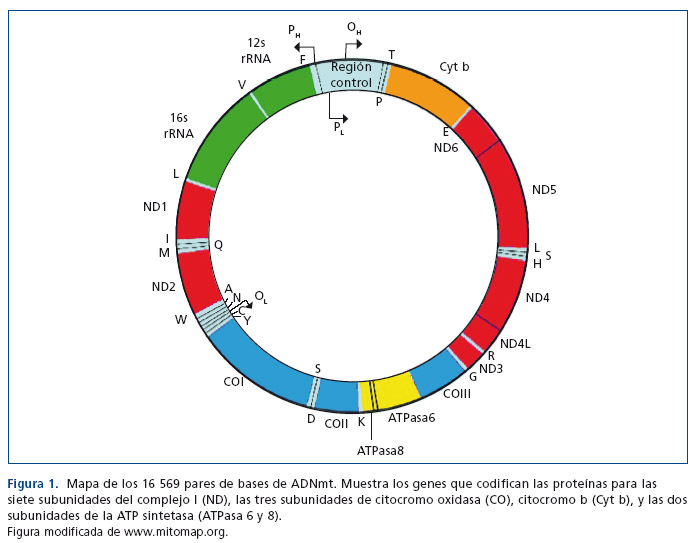 P_H
O_H
12s
rRNA
F
Región
control
T
Cyt b
V
P
P_L
E
ND6
16s
rRNA
ND5
L
ND1
I
Q
M
L
S
H
ND2
ND4
A
N
O_L
C
Y
W
ND4L
R
ND3
G
COI
S
COIII
D
COII
K
ATPasa6
ATPasa8
Figura 1. Mapa de los 16 569 pares de bases de ADNmt. Muestra los genes que codifican las proteínas para las
siete subunidades del complejo I (ND), las tres subunidades de citocromo oxidasa (CO), citocromo b (Cyt b), y las dos
subunidades de la ATP sintetasa (ATPasa 6 y 8).
Figura modificada de www.mitomap.org.